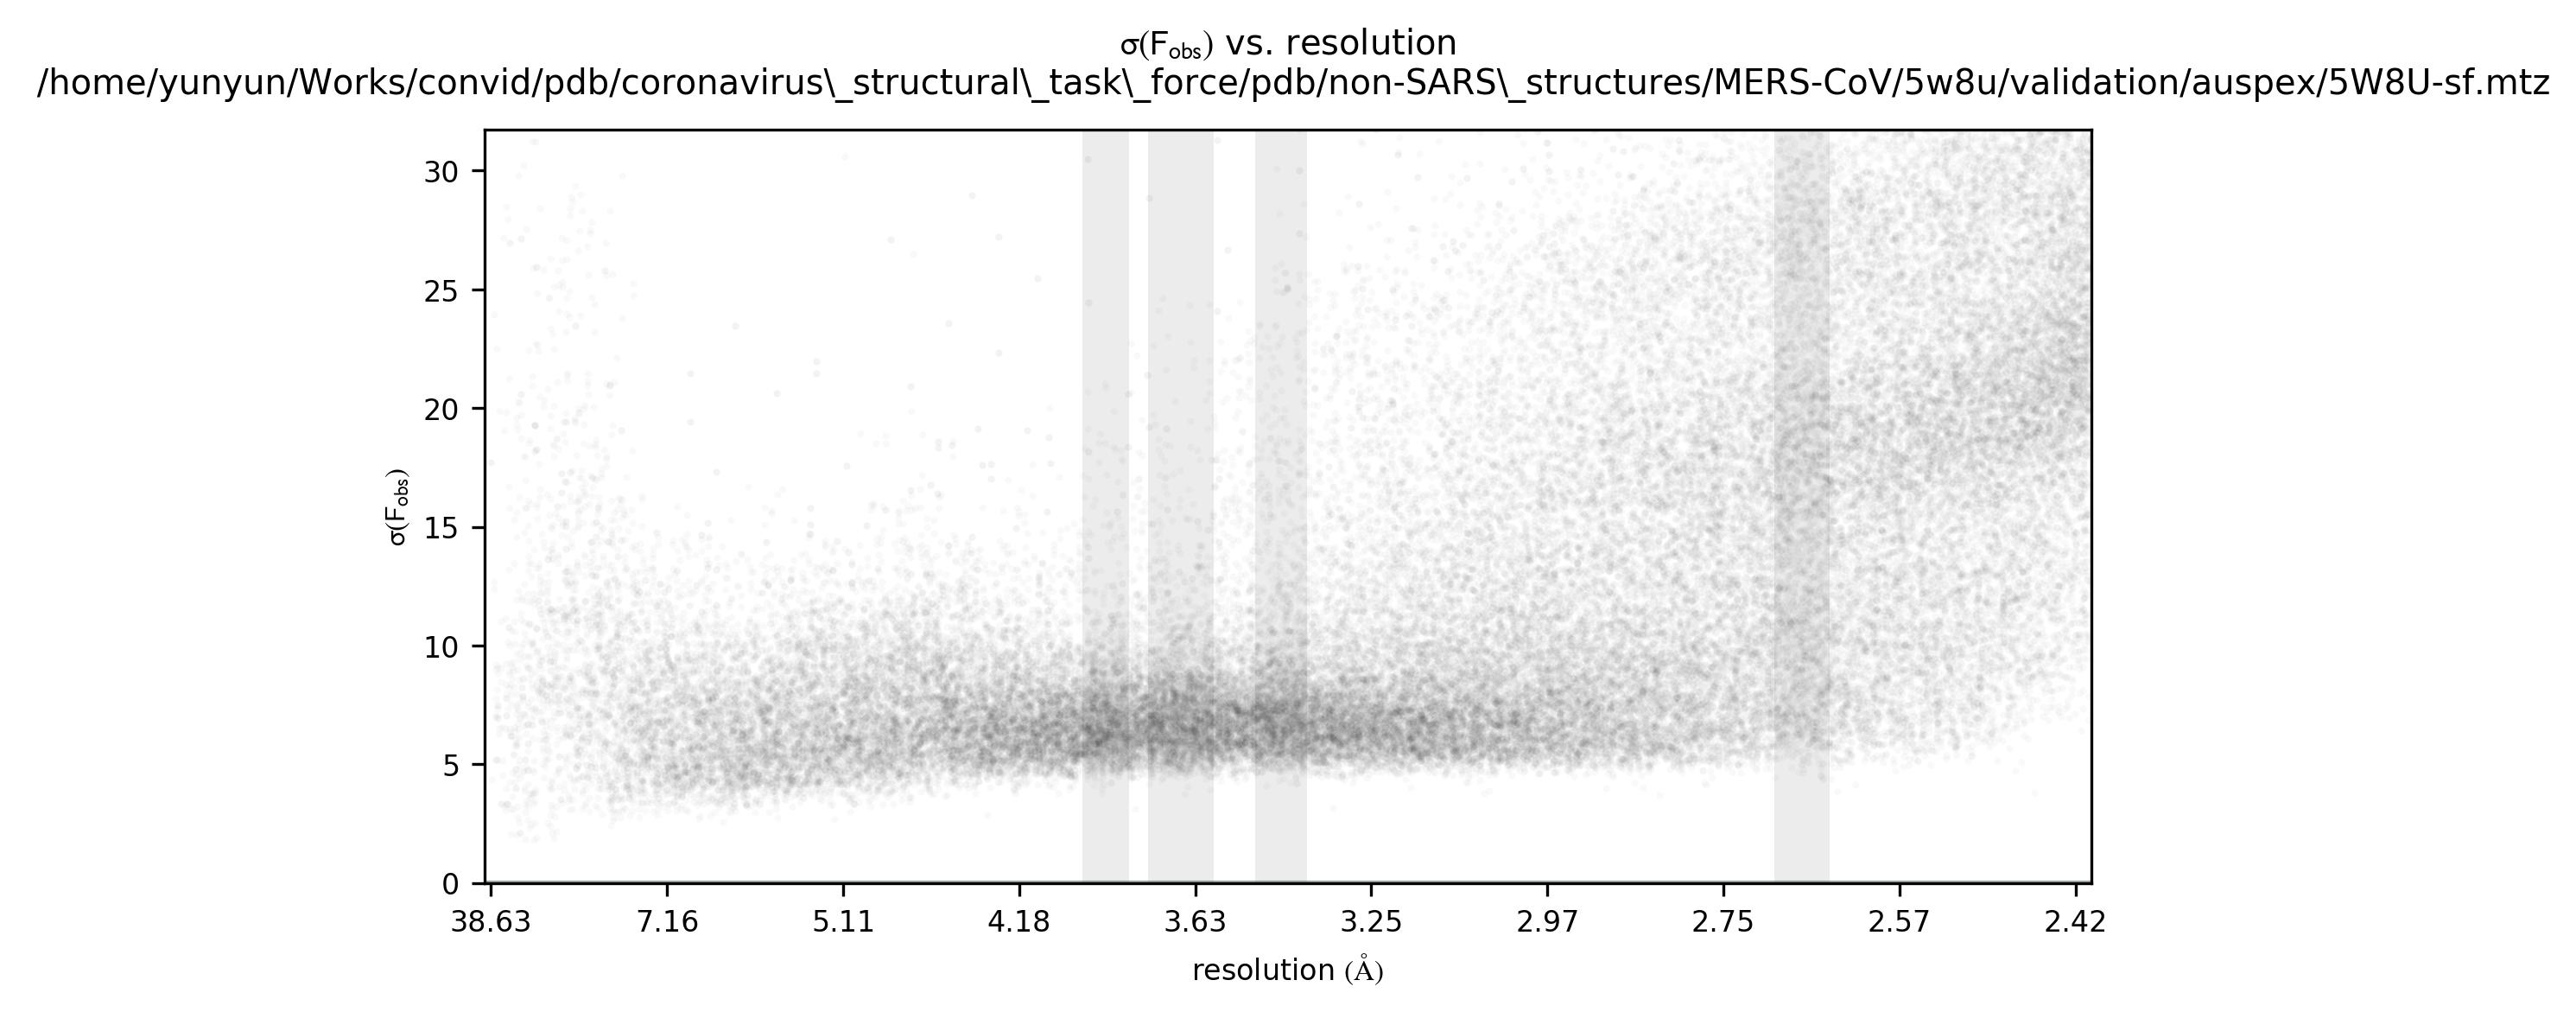 σ(F_obs) vs. resolution
/home/yunyun/Works/convid/pdb/coronavirus\_structural\_task\_force/pdb/non-SARS\_structures/MERS-CoV/5w8u/validation/auspex/5W8U-sf.mtz
30
25
20
15
10
5
0
σ(F_obs)
38.63 7.16 5.11 4.18 3.63 3.25 2.97 2.75 2.57 2.42
resolution (Å)